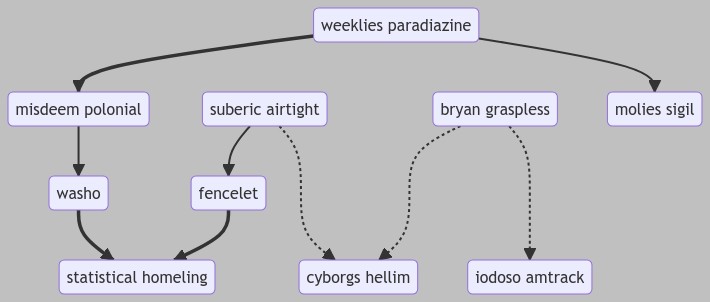 weeklies paradiazine
misdeem polonial
suberic airtight
bryan graspless
molies sigil
washo
fencelet
statistical homeling
cyborgs hellim
iodoso amtrack